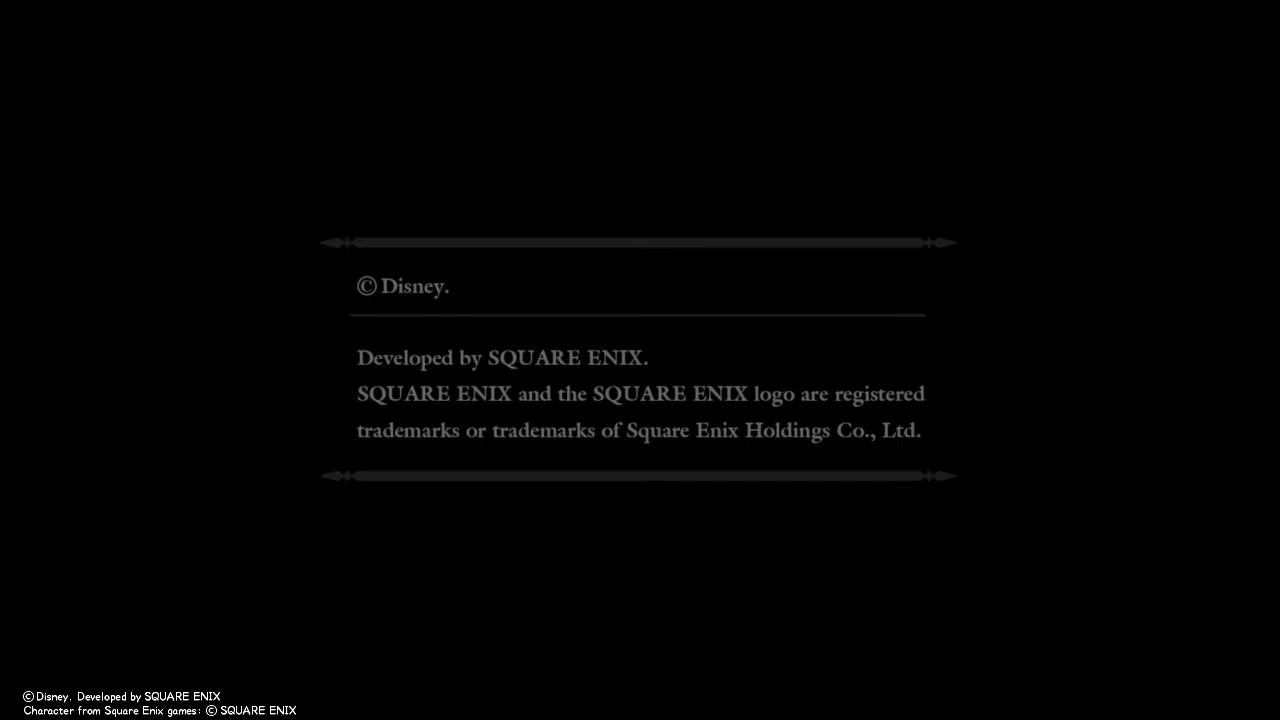 © Disney.
Developed by SQUARE ENIX.
SQUARE ENIX and the SQUARE ENIX logo are registered
trademarks or trademarks of Square Enix Holdings Co., Ltd.
© Disney. Developed by SQUARE ENIX
Character from Square Enix games: © SQUARE ENIX